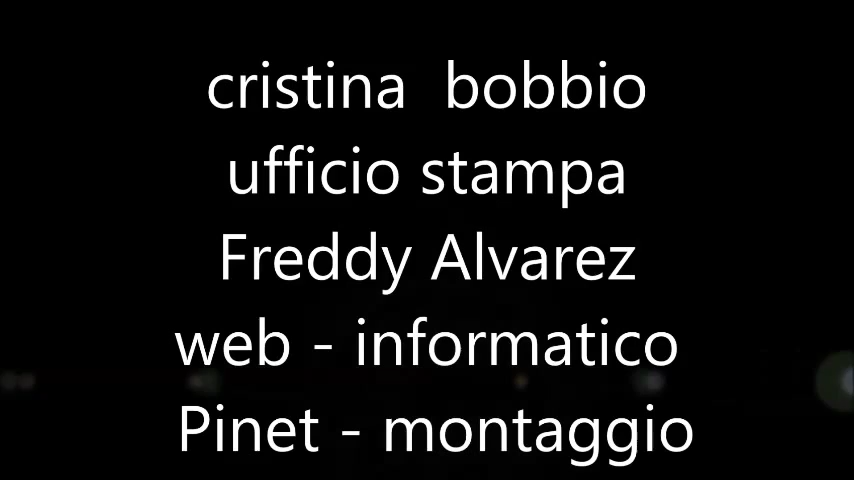 cristina bobbio
ufficio stampa
Freddy Alvarez
web - informatico
Pinet - montaggio